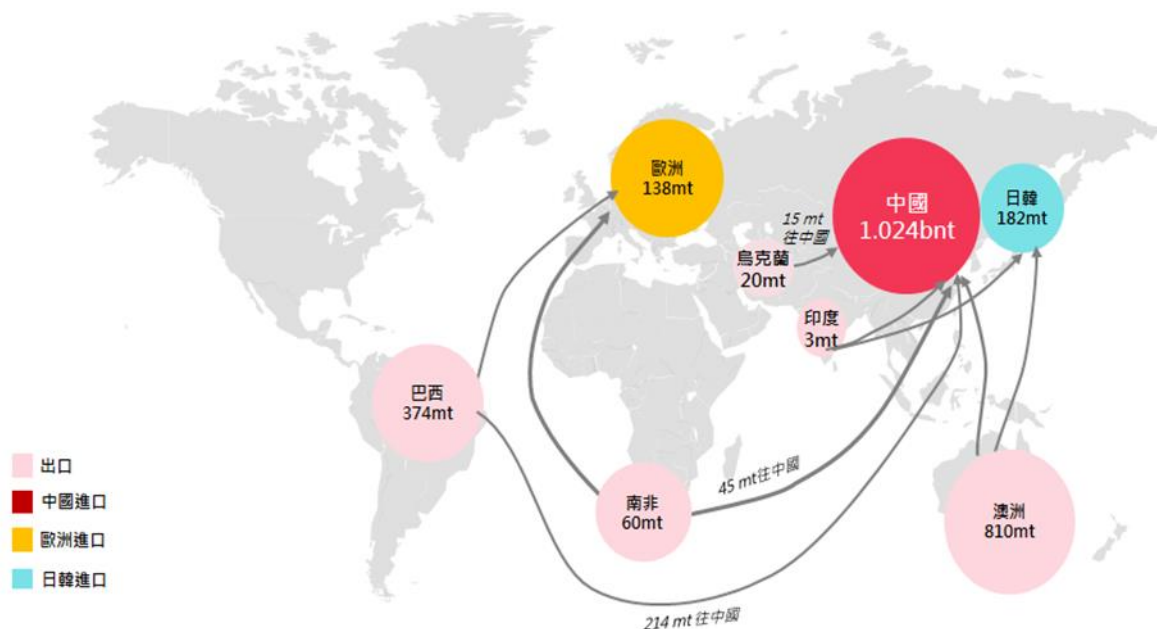 歐洲
138mt
中國
1.024bnt
日韓
182mt
15 mt
往中國
烏克蘭
20mt
印度
3mt
巴西
374mt
南非
60mt
45 mt往中國
澳洲
810mt
214 mt 往中國
出口
中國進口
歐洲進口
日韓進口